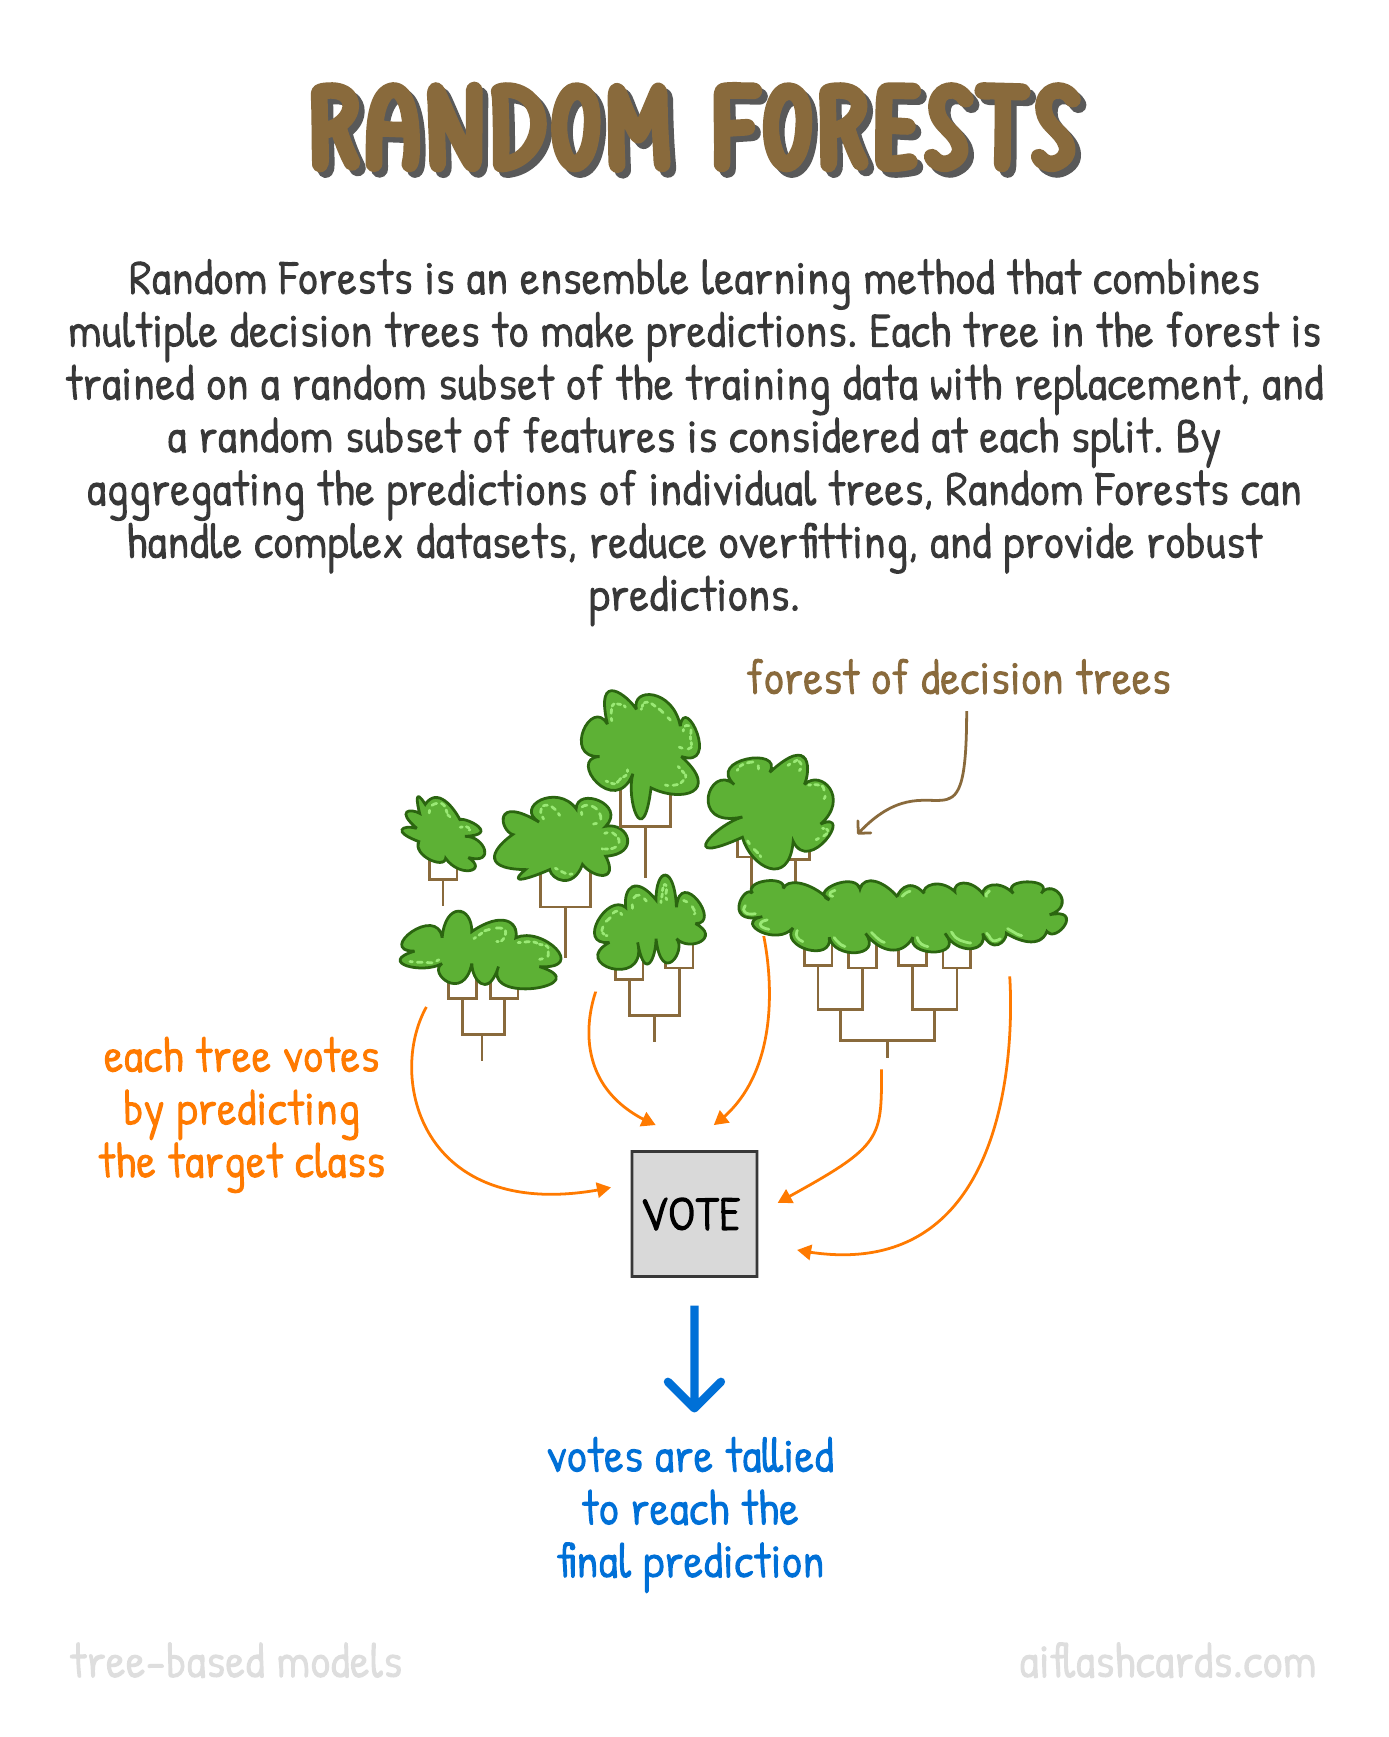 RANDOM FORESTS
Random Forests is an ensemble learning method that combines
multiple decision trees to make predictions. Each tree in the forest is
trained on a random subset of the training data with replacement, and
a random subset of features is considered at each split. By
aggregating the predictions of individual trees, Random Forests can
handle complex datasets, reduce overfitting, and provide robust
predictions.
forest of decision trees
each tree votes
by predicting
the target class
VOTE
votes are tallied
to reach the
final prediction
tree-based models
aiflashcards.com